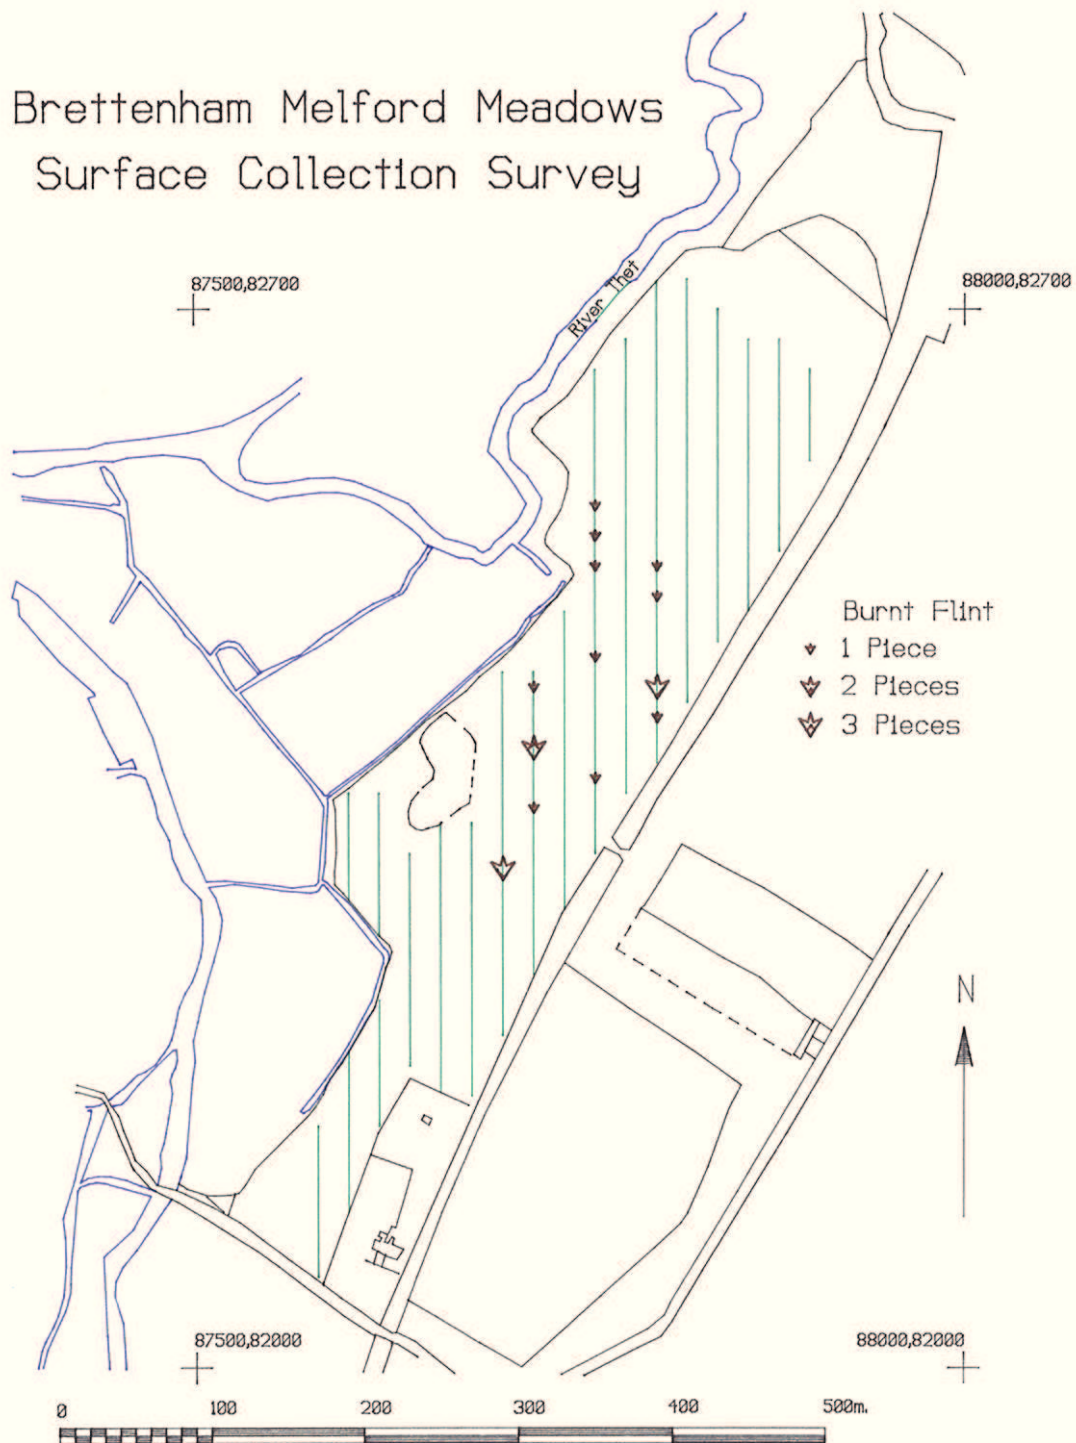 Brettenham Melford Meadows
Surface Collection Survey
87500,82700
88000,82700
River Thet
Burnt Flint
1 Piece
2 Pieces
3 Pieces
N
87500,82000
88000,82000
0 100 200 300 400 500m.